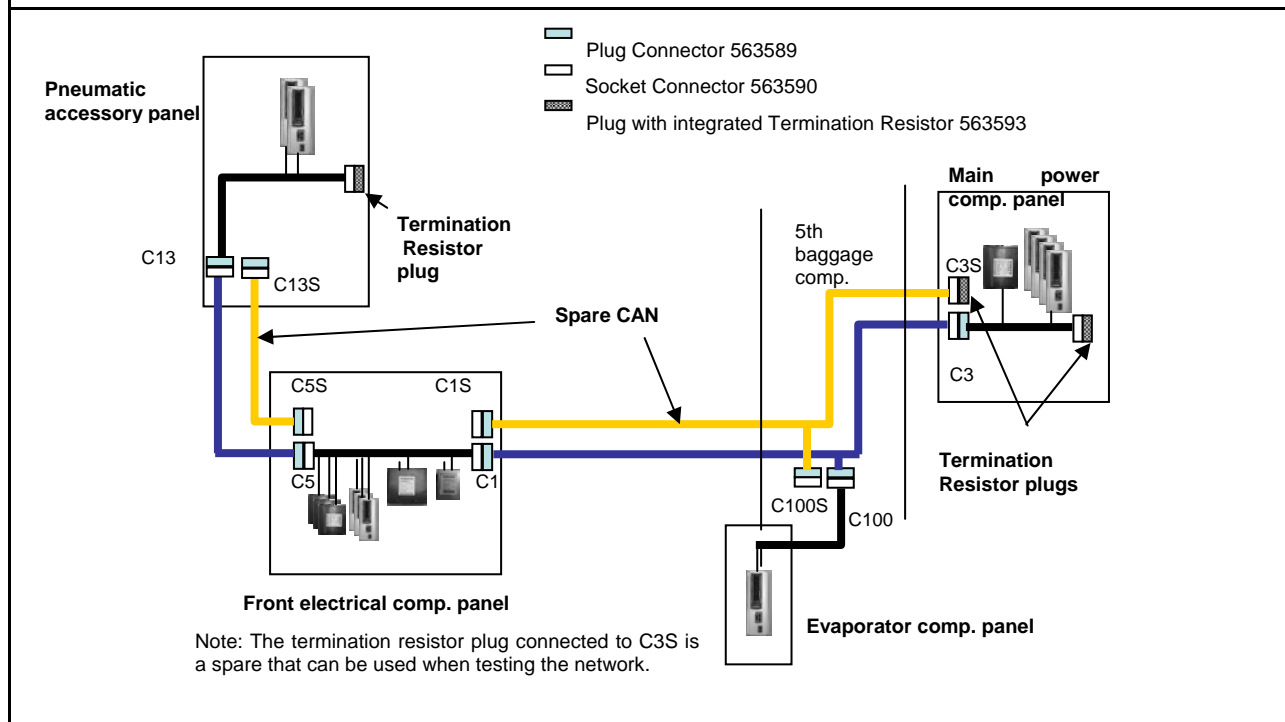 Plug Connector 563589
Socket Connector 563590
Plug with integrated Termination Resistor 563593
Pneumatic
accessory panel
Termination
Resistor
plug
C13
C13S
Spare CAN
5th
baggage
comp.
Main power
comp. panel
C3S
C3
Termination
Resistor plugs
C5S
C1S
C5
C1
C100S
C100
Front electrical comp. panel
Evaporator comp. panel
Note: The termination resistor plug connected to C3S is
a spare that can be used when testing the network.